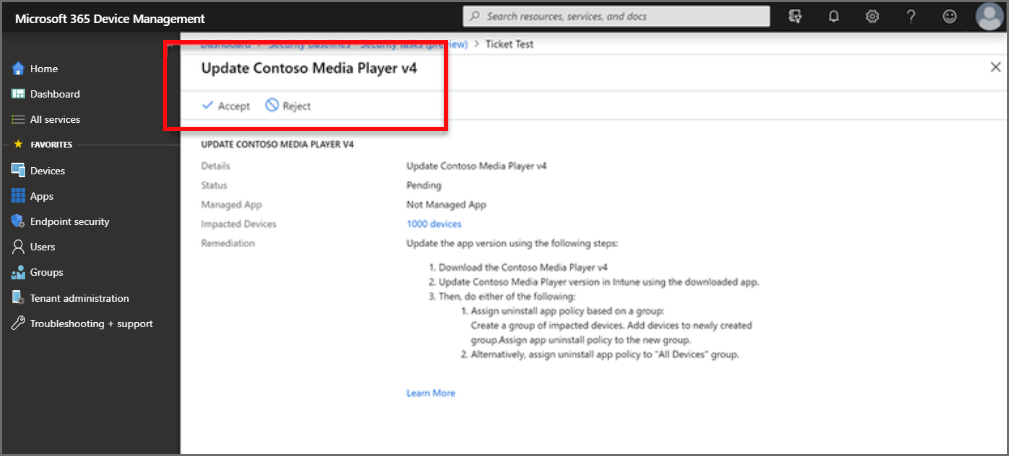 Microsoft 365 Device Management
Search resources, services, and docs
Dashboard > Security baselines - Security tasks (preview) > Ticket Test
Update Contoso Media Player v4
Accept Reject
Home
Dashboard
All services
FAVORITES
Devices
Apps
Endpoint security
Users
Groups
Tenant administration
Troubleshooting + support
UPDATE CONTOSO MEDIA PLAYER V4
Details Update Contoso Media Player v4
Status Pending
Managed App Not Managed App
Impacted Devices 1000 devices
Remediation Update the app version using the following steps:
1. Download the Contoso Media Player v4
2. Update Contoso Media Player version in Intune using the downloaded app.
3. Then, do either of the following:
1. Assign uninstall app policy based on a group:
Create a group of impacted devices. Add devices to newly created
group.Assign app uninstall policy to the new group.
2. Alternatively, assign uninstall app policy to "All Devices" group.
Learn More